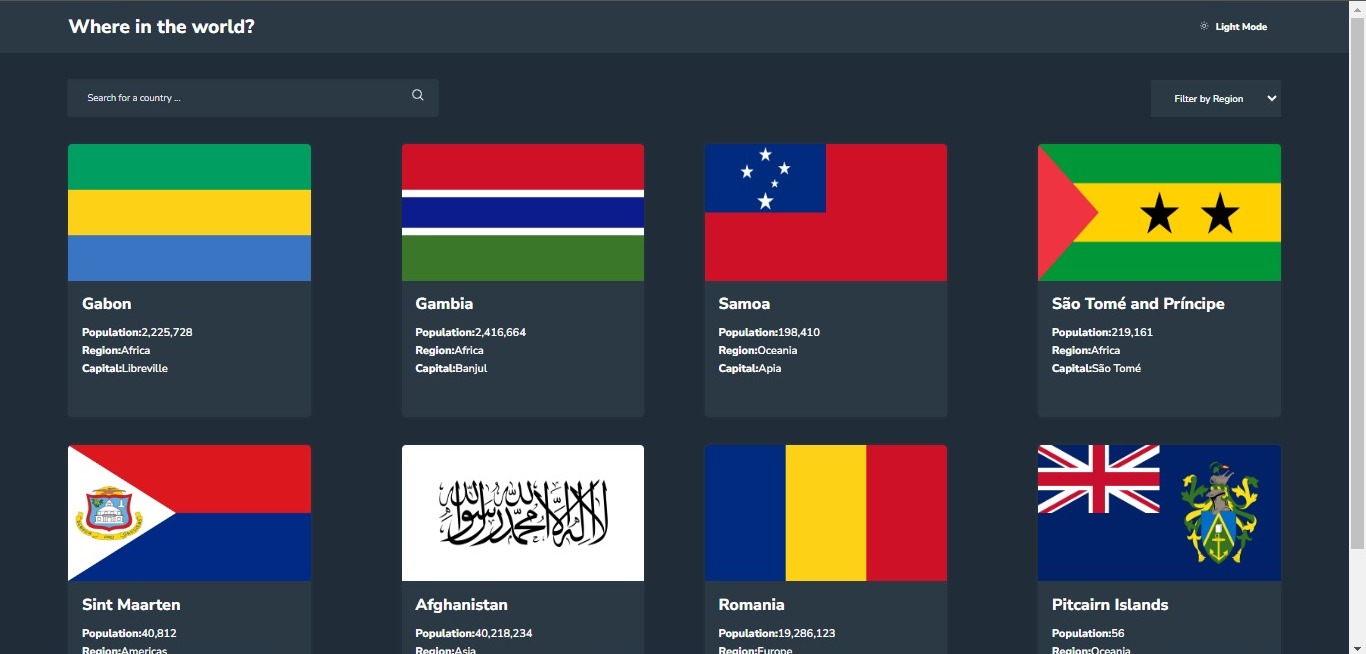 Where in the world?
Light Mode
Search for a country ...
Filter by Region
Gabon
Population:2,225,728
Region:Africa
Capital:Libreville
Gambia
Population:2,416,664
Region:Africa
Capital:Banjul
Samoa
Population:198,410
Region:Oceania
Capital:Apia
São Tomé and Príncipe
Population:219,161
Region:Africa
Capital:São Tomé
Sint Maarten
Population:40,812
Region:Americas
لا إله إلا الله محمد رسول الله
Afghanistan
Population:40,218,234
Region:Asia
Romania
Population:19,286,123
Region:Europe
Pitcairn Islands
Population:56
Region:Oceania